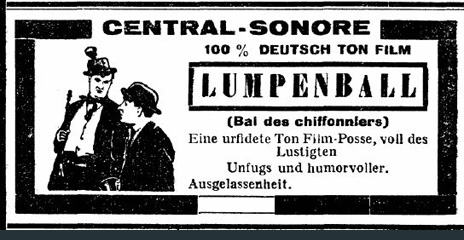 CENTRAL-SONORE
100 % DEUTSCH TON FILM
LUMPENBALL
(Bal des chiffonniers)
Eine urfidete Ton Film-Posse, voll des
Lustigten
Unfugs und humorvoller.
Ausgelassenheit.